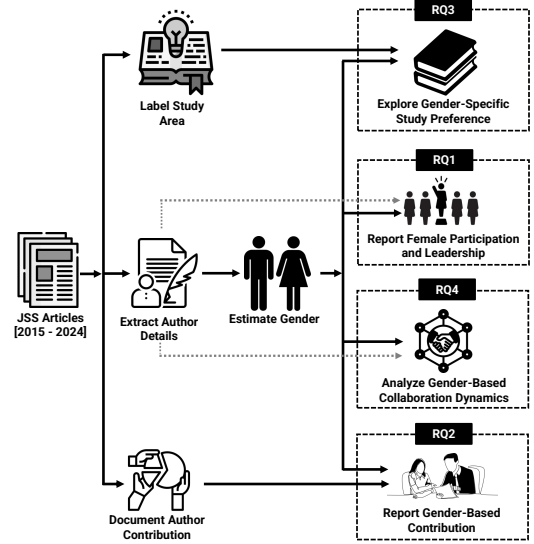 JSS Articles
[2015 - 2024]
Label Study
Area
Extract Author
Details
Document Author
Contribution
Estimate Gender
RQ3
Explore Gender-Specific
Study Preference
RQ1
Report Female Participation
and Leadership
RQ4
Analyze Gender-Based
Collaboration Dynamics
RQ2
Report Gender-Based
Contribution